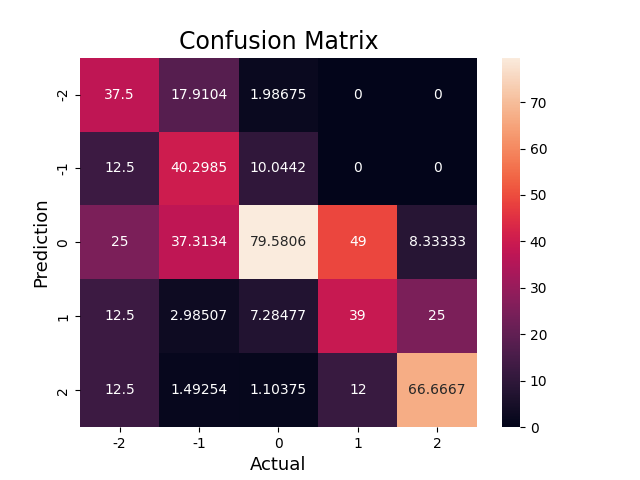 Confusion Matrix
-2 37.5 17.9104 1.98675 0 0
-1 12.5 40.2985 10.0442 0 0
0 25 37.3134 79.5806 49 8.33333
1 12.5 2.98507 7.28477 39 25
2 12.5 1.49254 1.10375 12 66.6667
-2 -1 0 1 2
Prediction
Actual
70
60
50
40
30
20
10
0